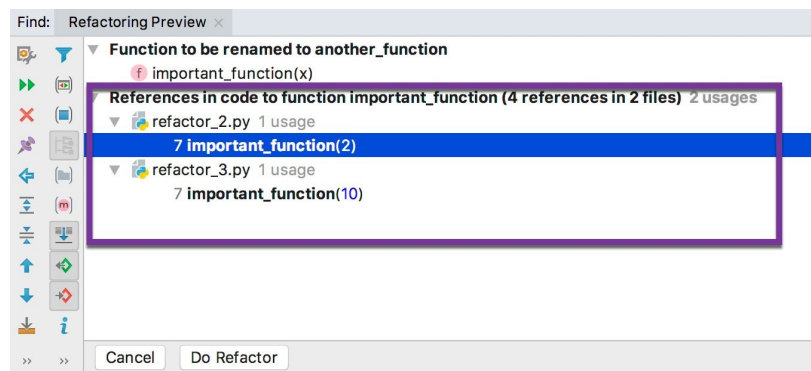 Find: Refactoring Preview ×
Function to be renamed to another_function
f important_function(x)
References in code to function important_function (4 references in 2 files) 2 usages
refactor_2.py 1 usage
7 important_function(2)
refactor_3.py 1 usage
7 important_function(10)
m
i
>> >>
Cancel Do Refactor